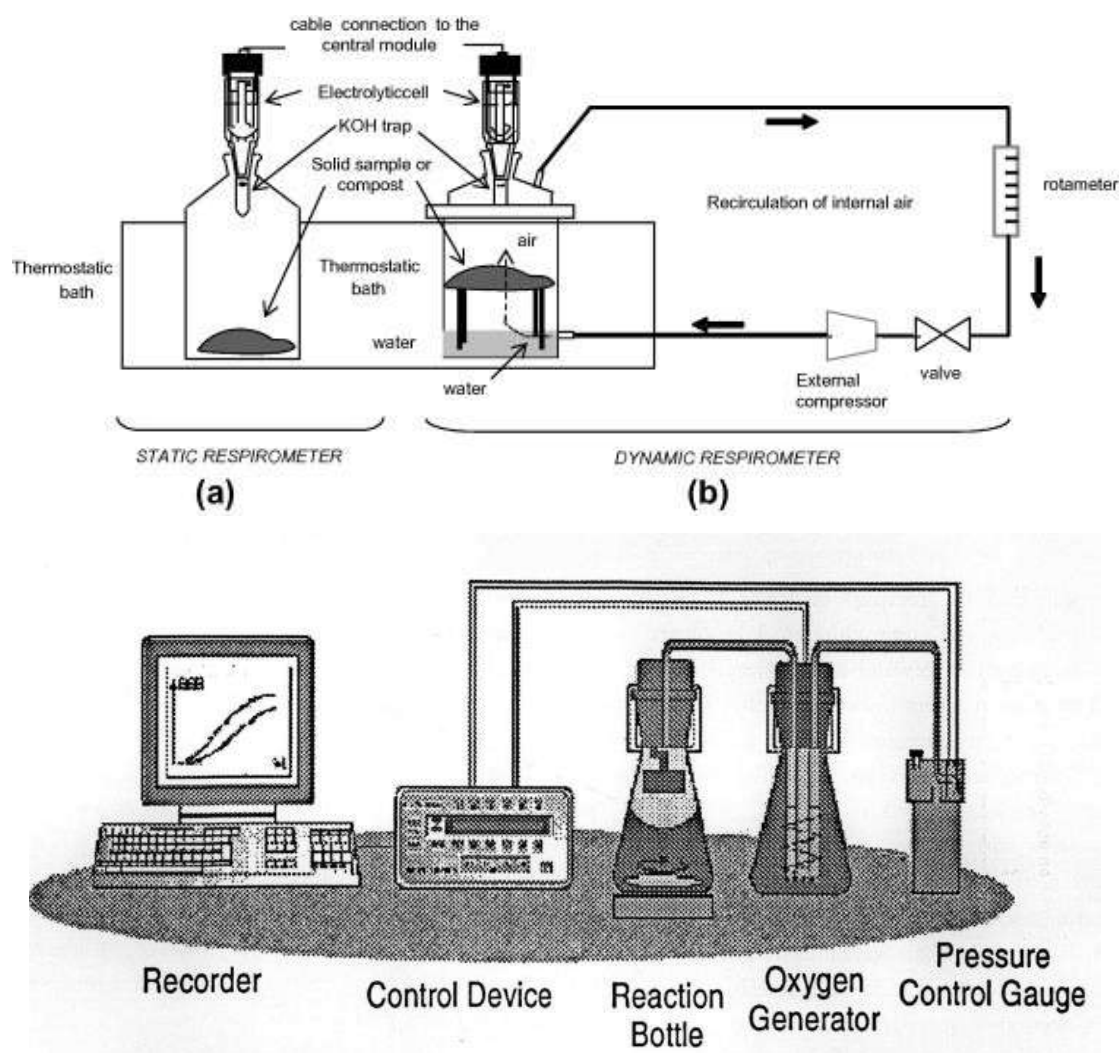 cable connection to the
central module
Electrolyticcell
KOH trap
Solid sample or
compost
rotameter
Recirculation of internal air
air
Thermostatic
bath
Thermostatic
bath
water
water
External
compressor
valve
STATIC RESPIROMETER
DYNAMIC RESPIROMETER
(a)
(b)
Recorder
Control Device
Reaction
Bottle
Oxygen
Generator
Pressure
Control Gauge